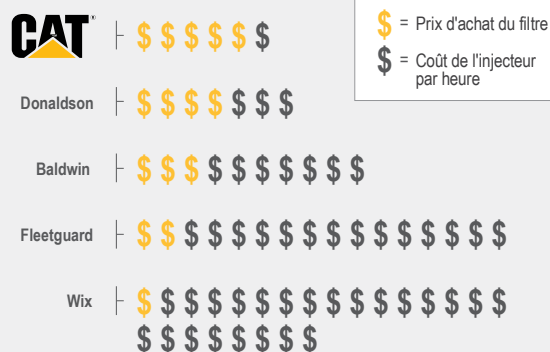 CAT $ $ $ $ $ $
$ = Prix d'achat du filtre
$ = Coût de l'injecteur
par heure
Donaldson $ $ $ $ $ $ $
Baldwin $ $ $ $ $ $ $ $ $ $
Fleetguard $ $ $ $ $ $ $ $ $ $ $ $ $ $ $ $
Wix $ $ $ $ $ $ $ $ $ $ $ $ $ $ $ $
$ $ $ $ $ $ $ $